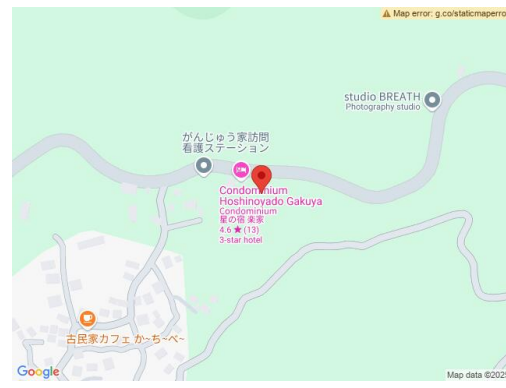 Map error: g.co/staticmaperro
studio BREATH
Photography studio
がんじゅう家訪問
看護ステーション
Condominium
Hoshinoyado Gakuya
Condominium
星の宿 楽家
4.6 ★ (13)
3-star hotel
古民家カフェ か~ち~べ~
Google
Map data ©2025